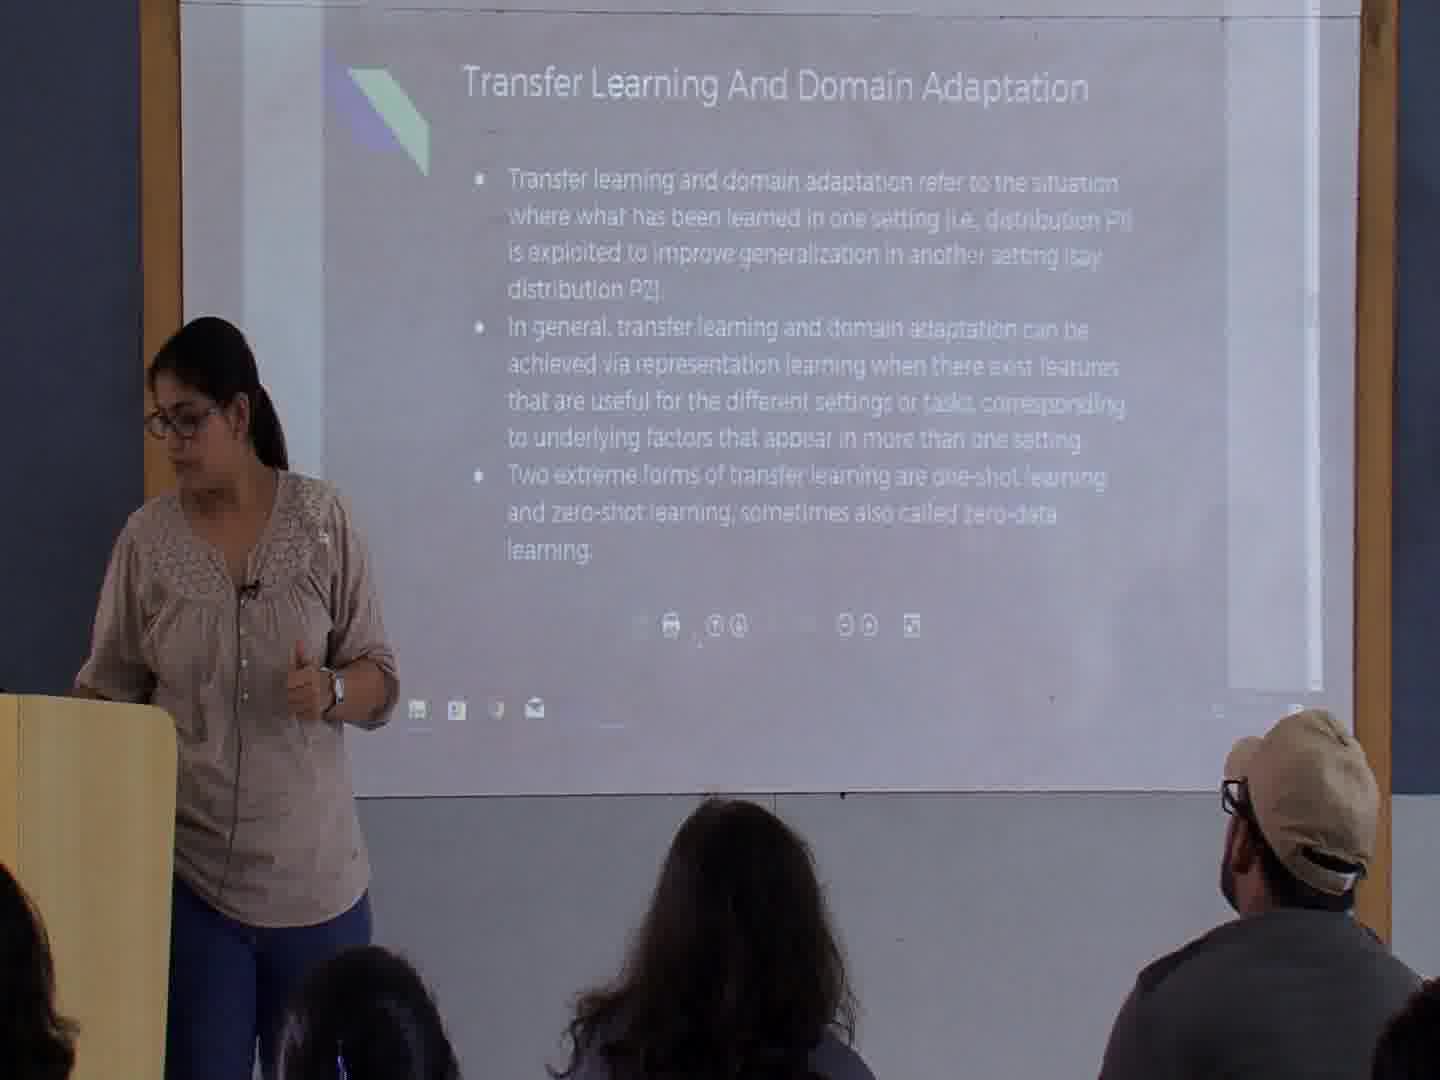 Transfer Learning And Domain Adaptation
Transfer learning and domain adaptation refer to the situation
where what has been learned in one setting (i.e., distribution P1)
is exploited to improve generalization in another setting (say
distribution P2).
In general, transfer learning and domain adaptation can be
achieved via representation learning when there exist features
that are useful for the different settings or tasks, corresponding
to underlying factors that appear in more than one setting.
Two extreme forms of transfer learning are one-shot learning
and zero-shot learning, sometimes also called zero-data
learning.